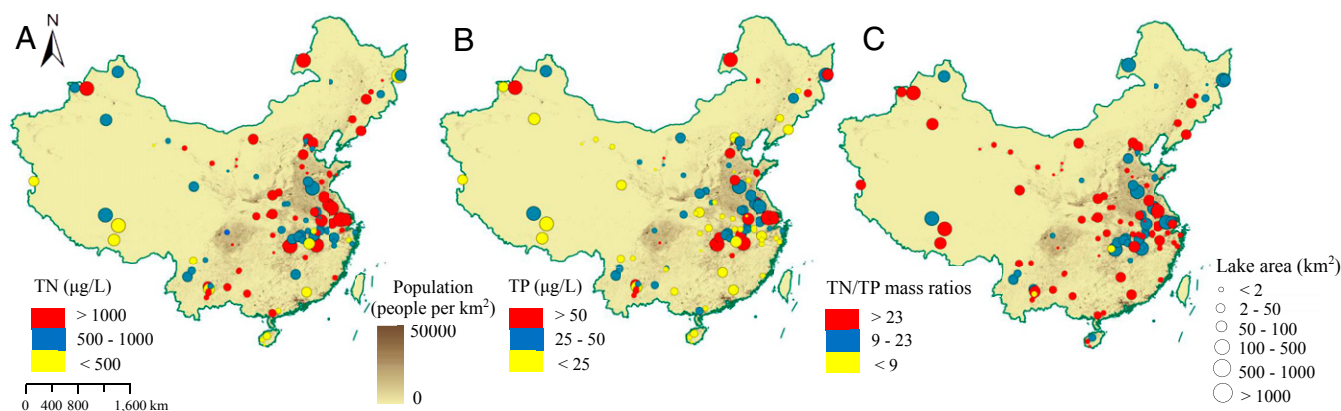 N
A
B
C
TN (μg/L)
> 1000
500 - 1000
< 500
0 400 800 1,600 km
Population
(people per km²)
50000
0
TP (μg/L)
> 50
25 - 50
< 25
TN/TP mass ratios
> 23
9 - 23
< 9
Lake area (km²)
< 2
2 - 50
50 - 100
100 - 500
500 - 1000
> 1000